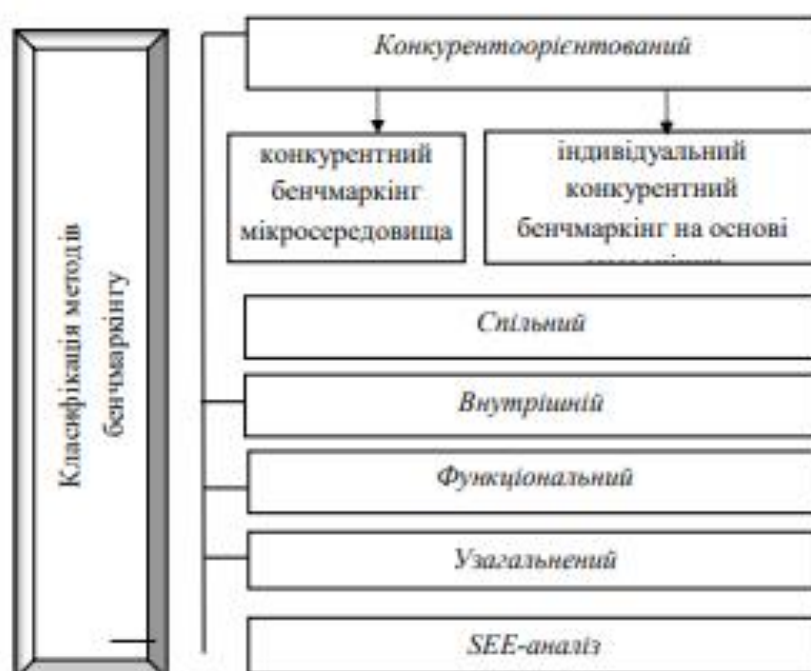 Класифікація методів
бенчмаркінгу
Конкурентоорієнтований
конкурентний
бенчмаркінг
мікросередовища
індивідуальний
конкурентний
бенчмаркінг на основі
Спільний
Внутрішній
Функціональний
Узагальнений
SEE-аналіз